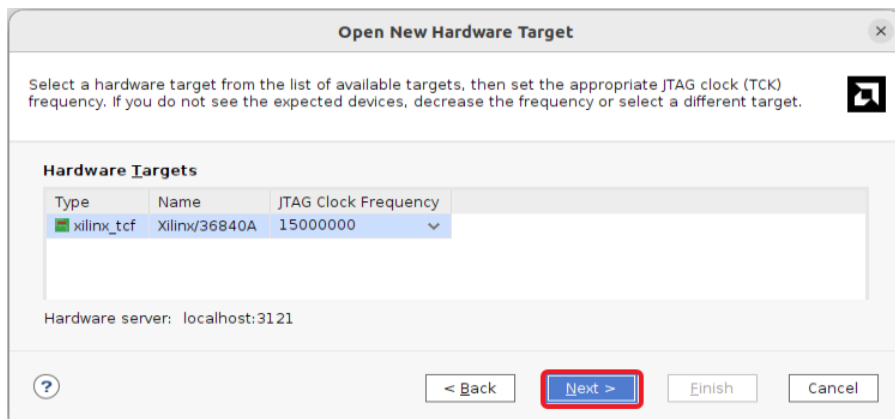 Open New Hardware Target
Select a hardware target from the list of available targets, then set the appropriate JTAG clock (TCK)
frequency. If you do not see the expected devices, decrease the frequency or select a different target.
Hardware Targets
Type Name JTAG Clock Frequency
xilinx_tcf Xilinx/36840A 15000000
Hardware server: localhost:3121
? < Back Next > Finish Cancel